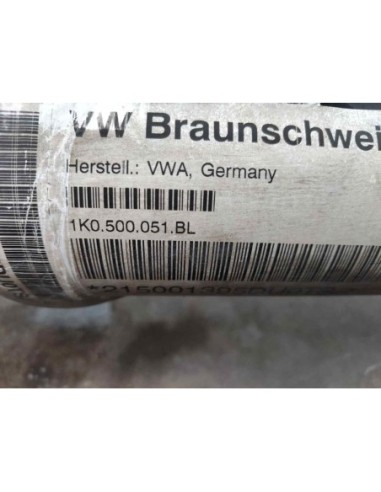 VW Braunschwei
Herstell.: VWA, Germany
1K0.500.051.BL